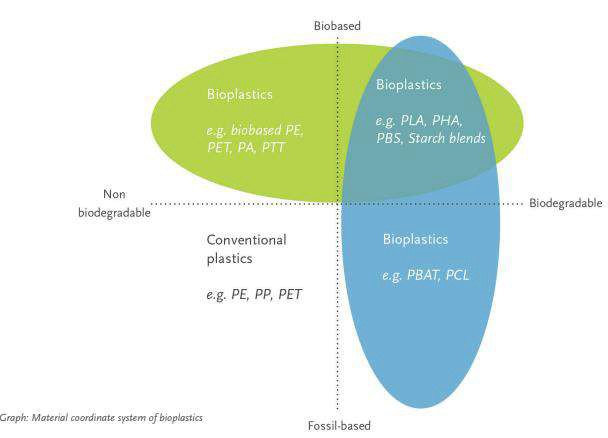 Biobased
Bioplastics
e.g. biobased PE,
PET, PA, PTT
Bioplastics
e.g. PLA, PHA,
PBS, Starch blends
Non
biodegradable
Biodegradable
Conventional
plastics
e.g. PE, PP, PET
Bioplastics
e.g. PBAT, PCL
Graph: Material coordinate system of bioplastics
Fossil-based